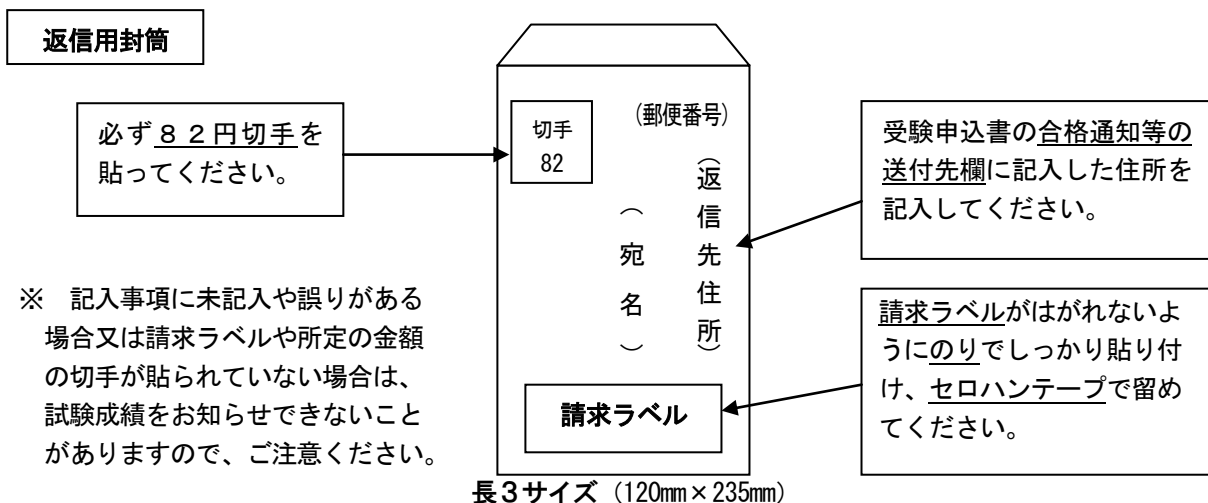 返信用封筒
必ず８２円切手を
貼ってください。
切手
82
(郵便番号)
（返信先住所）
（宛名）
請求ラベル
長３サイズ (120㎜×235㎜)
受験申込書の合格通知等の
送付先欄に記入した住所を
記入してください。
請求ラベルがはがれないよ
うにのりでしっかり貼り付
け、セロハンテープで留め
てください。
※　記入事項に未記入や誤りがある
場合又は請求ラベルや所定の金額
の切手が貼られていない場合は、
試験成績をお知らせできないこと
がありますので、ご注意ください。